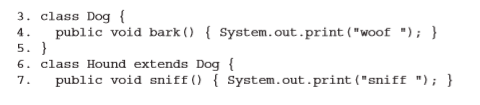 3. class Dog {
4.   public void bark() { System.out.print("woof "); }
5. }
6. class Hound extends Dog {
7.   public void sniff() { System.out.print("sniff "); }